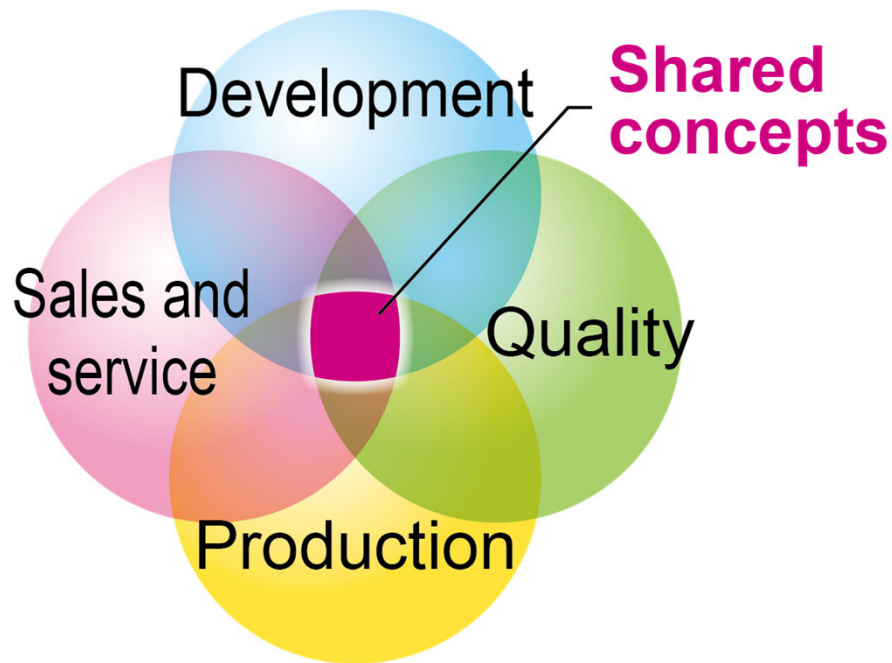 Development
Shared
concepts
Sales and
service
Quality
Production